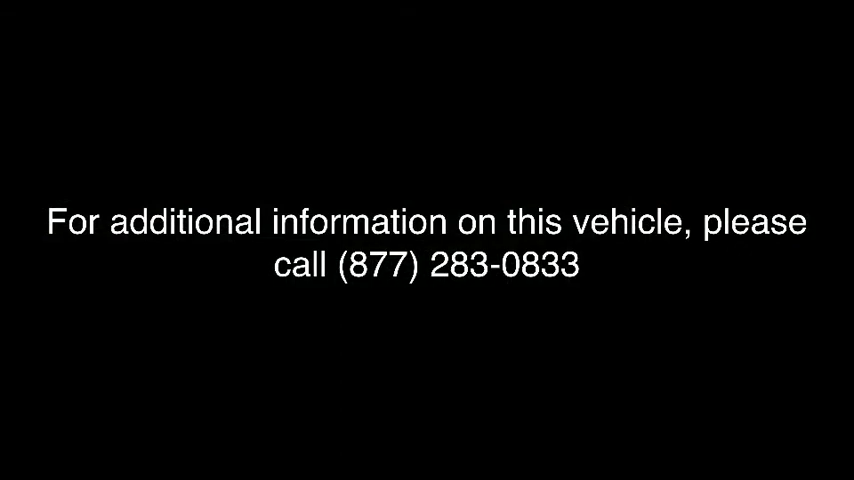 For additional information on this vehicle, please
call (877) 283-0833